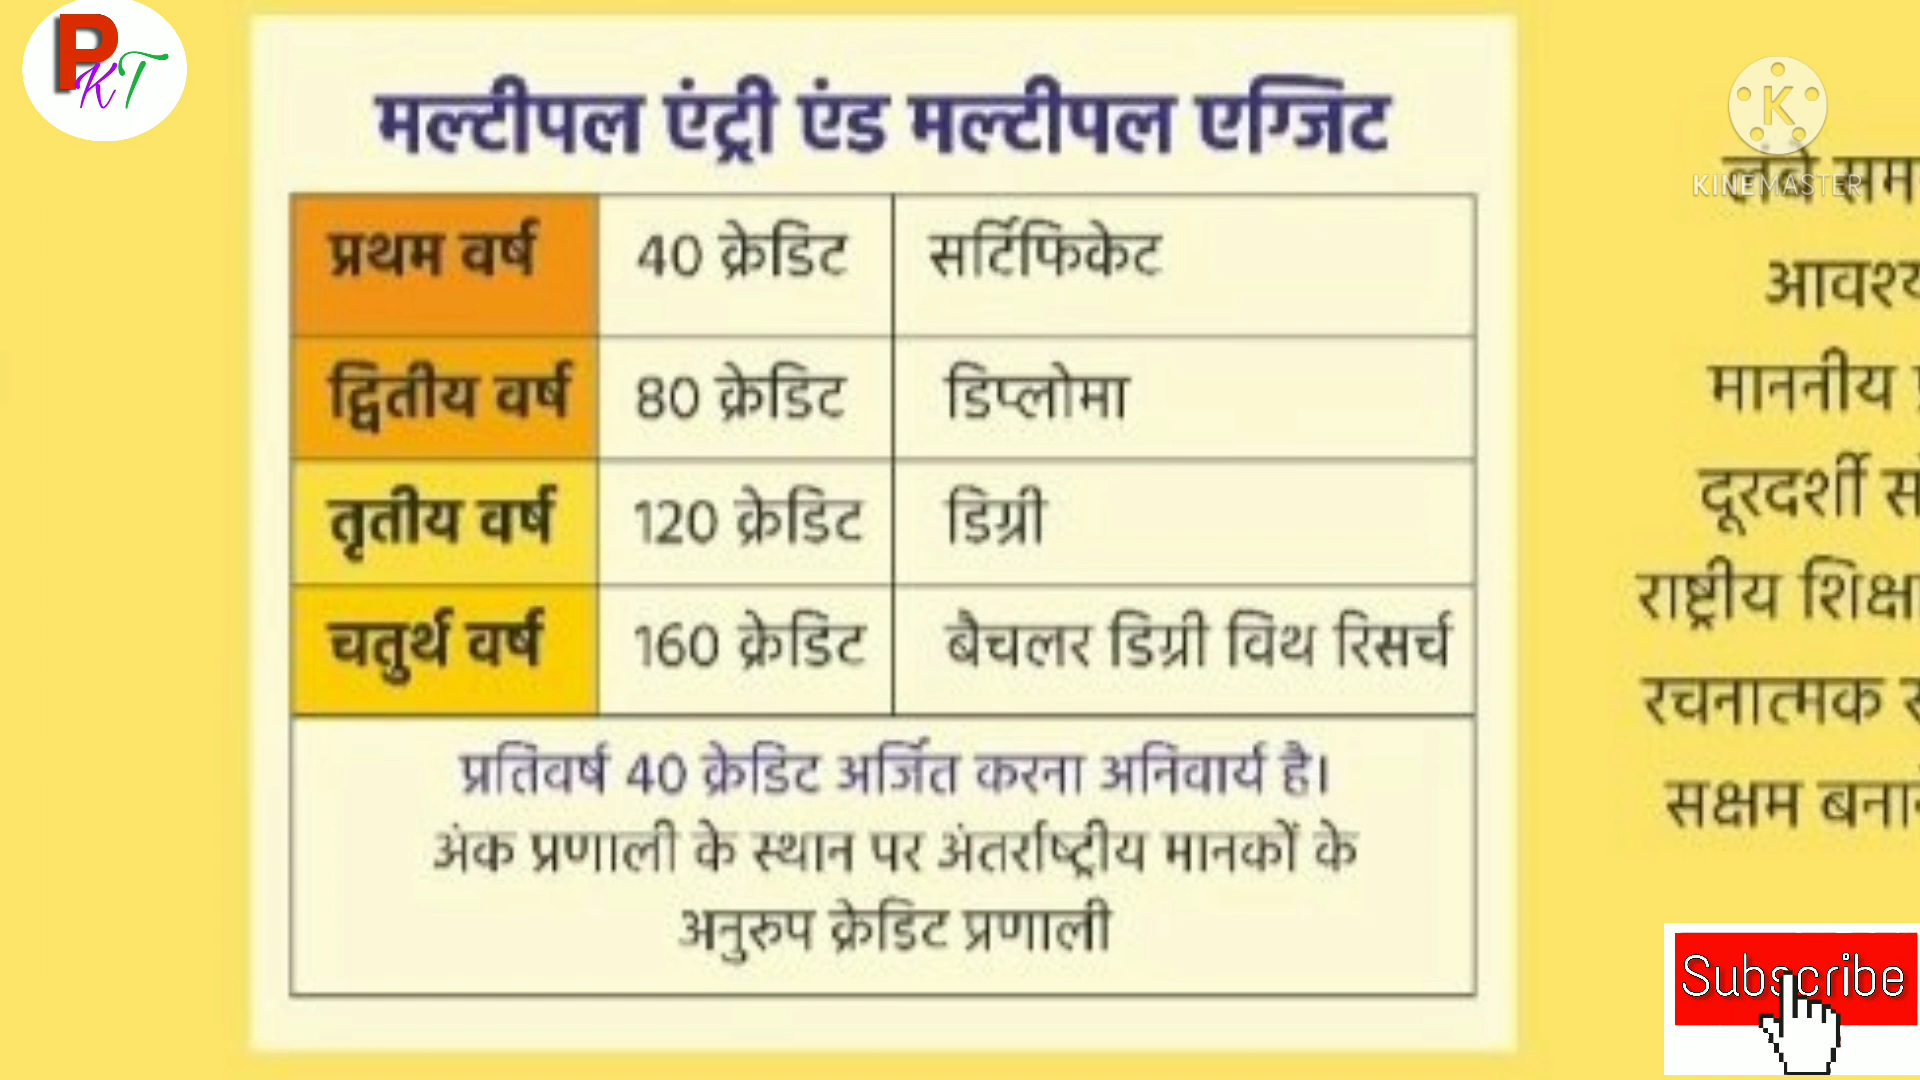 PKT
मल्टीपल एंट्री एंड मल्टीपल एग्जिट
प्रथम वर्ष 40 क्रेडिट सर्टिफिकेट
द्वितीय वर्ष 80 क्रेडिट डिप्लोमा
तृतीय वर्ष 120 क्रेडिट डिग्री
चतुर्थ वर्ष 160 क्रेडिट बैचलर डिग्री विथ रिसर्च
प्रतिवर्ष 40 क्रेडिट अर्जित करना अनिवार्य है।
अंक प्रणाली के स्थान पर अंतर्राष्ट्रीय मानकों के
अनुरुप क्रेडिट प्रणाली
K
KINEMASTER
माननीय
दूरदर्शी
राष्ट्रीय
रचनात्मक
सक्षम
Subscribe